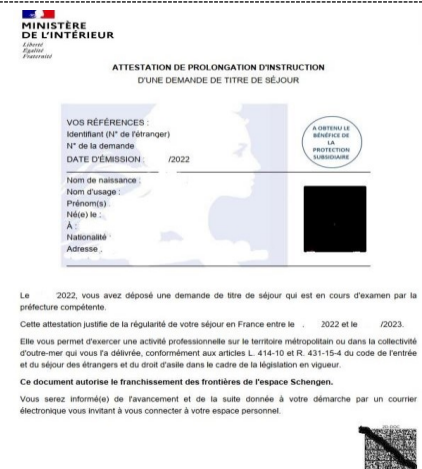 MINISTÈRE
DE L'INTÉRIEUR
Liberté
Égalité
Fraternité
ATTESTATION DE PROLONGATION D'INSTRUCTION
D'UNE DEMANDE DE TITRE DE SÉJOUR
VOS RÉFÉRENCES :
Identifiant (N° de l'étranger)
N° de la demande
DATE D'ÉMISSION : /2022
A OBTENU LE
BÉNÉFICE DE
LA
PROTECTION
SUBSIDIAIRE
Nom de naissance :
Nom d'usage :
Prénom(s)
Né(e) le :
À :
Nationalité
Adresse .
Le 2022, vous avez déposé une demande de titre de séjour qui est en cours d'examen par la
préfecture compétente.
Cette attestation justifie de la régularité de votre séjour en France entre le . 2022 et le /2023.
Elle vous permet d'exercer une activité professionnelle sur le territoire métropolitain ou dans la collectivité
d'outre-mer qui vous l'a délivrée, conformément aux articles L. 414-10 et R. 431-15-4 du code de l'entrée
et du séjour des étrangers et du droit d'asile dans le cadre de la législation en vigueur.
Ce document autorise le franchissement des frontières de l'espace Schengen.
Vous serez informé(e) de l'avancement et de la suite donnée à votre démarche par un courrier
électronique vous invitant à vous connecter à votre espace personnel.